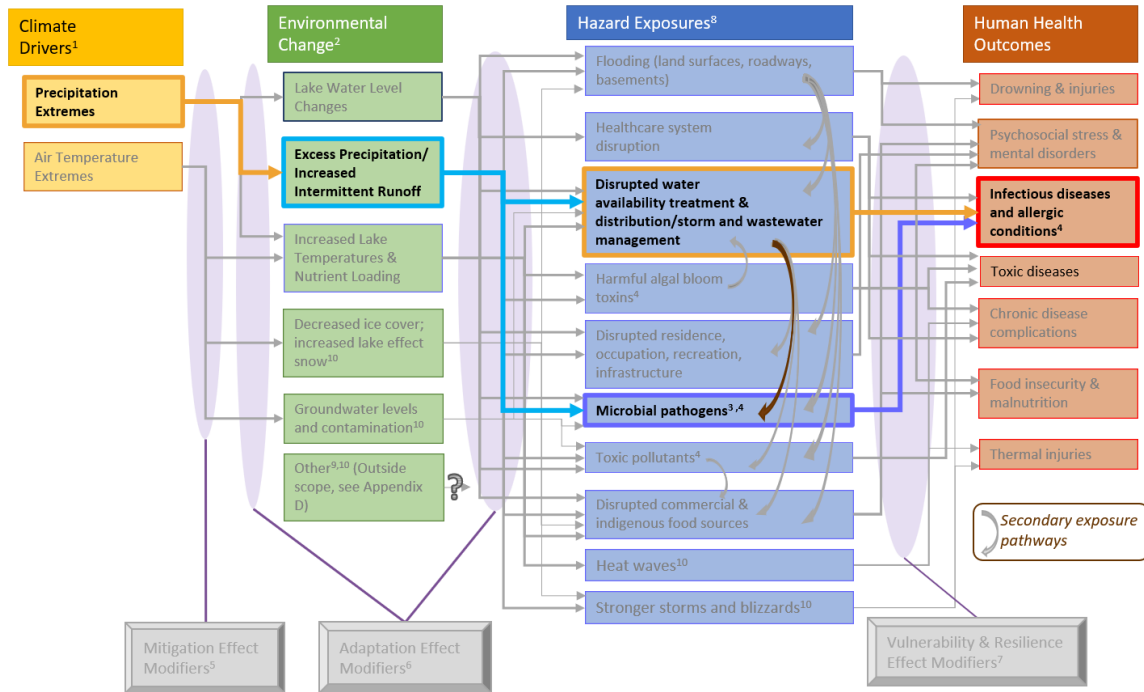 Climate
Drivers1
Environmental
Change2
Hazard Exposures8
Human Health
Outcomes
Precipitation
Extremes
Air Temperature
Extremes
Lake Water Level
Changes
Excess Precipitation/
Increased
Intermittent Runoff
Increased Lake
Temperatures &
Nutrient Loading
Decreased ice cover;
increased lake effect
snow10
Groundwater levels
and contamination10
Other9,10 (Outside
scope, see Appendix
D)
?
Flooding (land surfaces, roadways,
basements)
Healthcare system
disruption
Disrupted water
availability treatment &
distribution/storm and wastewater
management
Harmful algal bloom
toxins4
Disrupted residence,
occupation, recreation,
infrastructure
Microbial pathogens3,4
Toxic pollutants4
Disrupted commercial &
indigenous food sources
Heat waves10
Stronger storms and blizzards10
Drowning & injuries
Psychosocial stress &
mental disorders
Infectious diseases
and allergic
conditions4
Toxic diseases
Chronic disease
complications
Food insecurity &
malnutrition
Thermal injuries
Secondary exposure
pathways
Mitigation Effect
Modifiers5
Adaptation Effect
Modifiers6
Vulnerability & Resilience
Effect Modifiers7